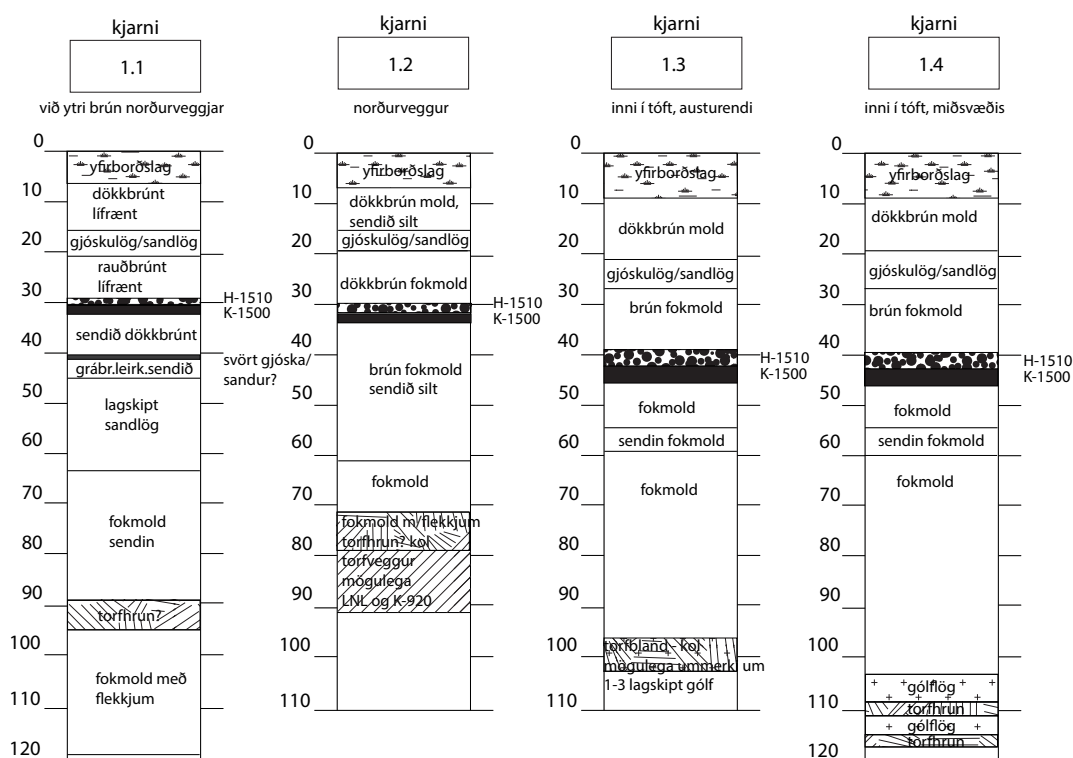 kjarni
1.1
við ytri brún norðurveggjar
0
10
20
30
40
50
60
70
80
90
100
110
120
yfirborðslag
dökkbrúnt
lífrænt
gjóskulög/sandlög
rauðbrúnt
lífrænt
H-1510
K-1500
sendið dökkbrúnt
svört gjóska/
sandur?
grábr.leirk.sendið
lagskipt
sandlög
fokmold
sendin
torfhrun?
fokmold með
flekkjum
kjarni
1.2
norðurveggur
0
10
20
30
40
50
60
70
80
90
100
110
yfirborðslag
dökkbrún mold,
sendið silt
gjóskulög/sandlög
dökkbrún fokmold
H-1510
K-1500
brún fokmold
sendið silt
fokmold
fokmold m/flekkjum
torfhrun? kol
torfveggur
mögulega
LNL og K-920
kjarni
1.3
inni í tóft, austurendi
0
10
20
30
40
50
60
70
80
90
100
110
yfirborðslag
dökkbrún mold
gjóskulög/sandlög
brún fokmold
H-1510
K-1500
fokmold
sendin fokmold
fokmold
torfbland - kol
mögulega ummerki um
1-3 lagskipt gólf
kjarni
1.4
inni í tóft, miðsvæðis
0
10
20
30
40
50
60
70
80
90
100
110
120
yfirborðslag
dökkbrún mold
gjóskulög/sandlög
brún fokmold
H-1510
K-1500
fokmold
sendin fokmold
fokmold
gólflög
torfhrun
gólflög
torfhrun